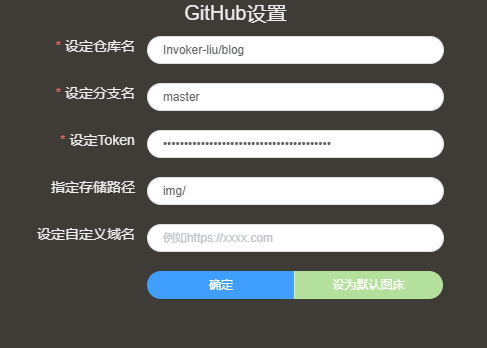 GitHub设置
* 设定仓库名 Invoker-liu/blog
* 设定分支名 master
* 设定Token ••••••••••••••••••••••••••••••••••••••••
指定存储路径 img/
设定自定义域名 例如https://xxxx.com
确定 设为默认图床